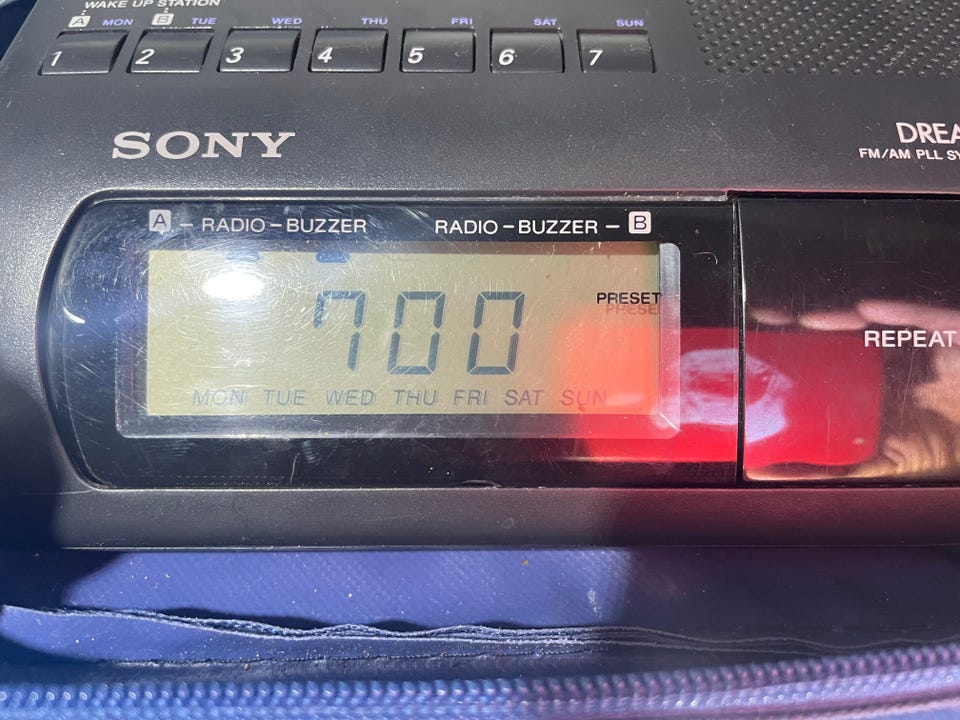 WAKE UP STATION
A MON B TUE WED THU FRI SAT SUN
1 2 3 4 5 6 7
SONY
DREA
FM/AM PLL SY
A – RADIO – BUZZER RADIO – BUZZER – B
PRESET
700
REPEAT
MON TUE WED THU FRI SAT SUN